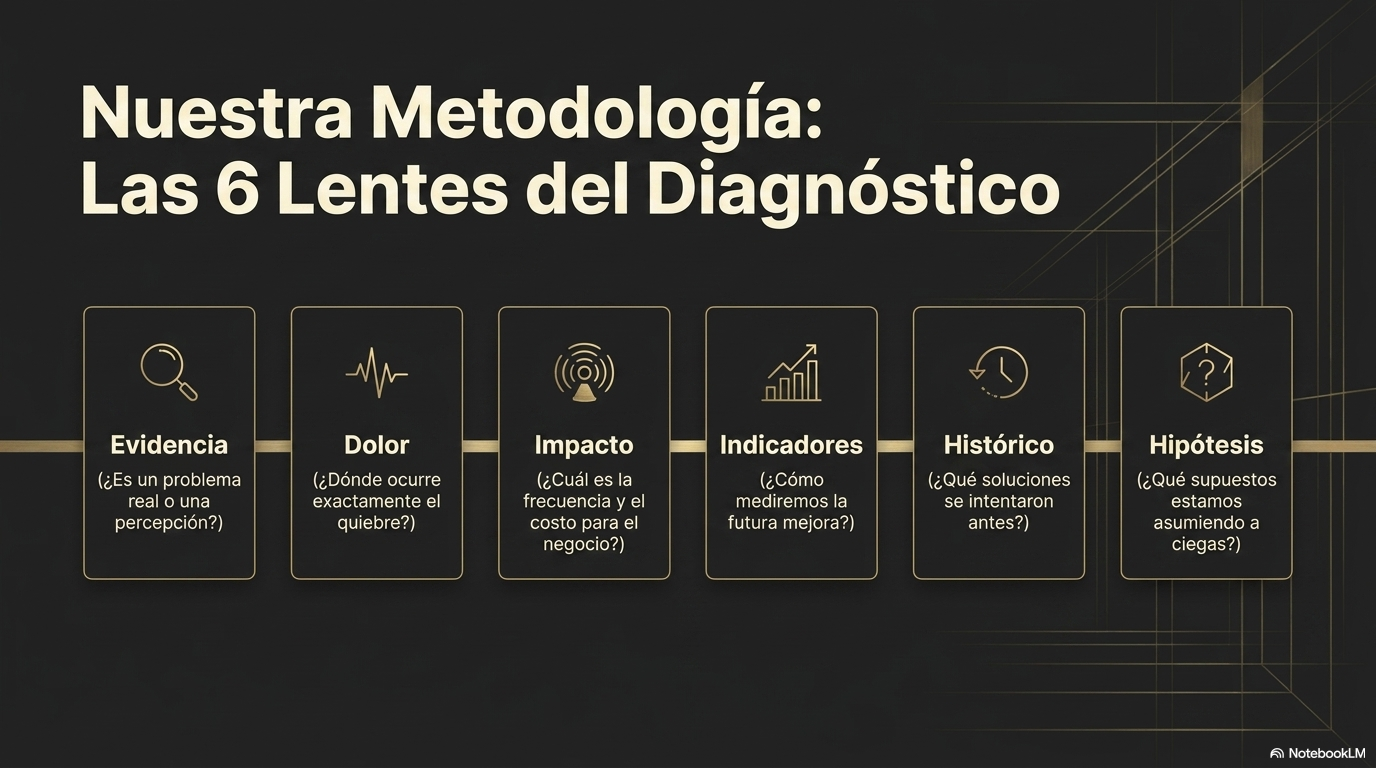 Nuestra Metodología:
Las 6 Lentes del Diagnóstico
Evidencia
(¿Es un problema
real o una
percepción?)
Dolor
(¿Dónde ocurre
exactamente el
quiebre?)
Impacto
(¿Cuál es la
frecuencia y el
costo para el
negocio?)
Indicadores
(¿Cómo
mediremos la
futura mejora?)
Histórico
(¿Qué soluciones
se intentaron
antes?)
?
Hipótesis
(¿Qué supuestos
estamos
asumiendo a
ciegas?)
NotebookLM